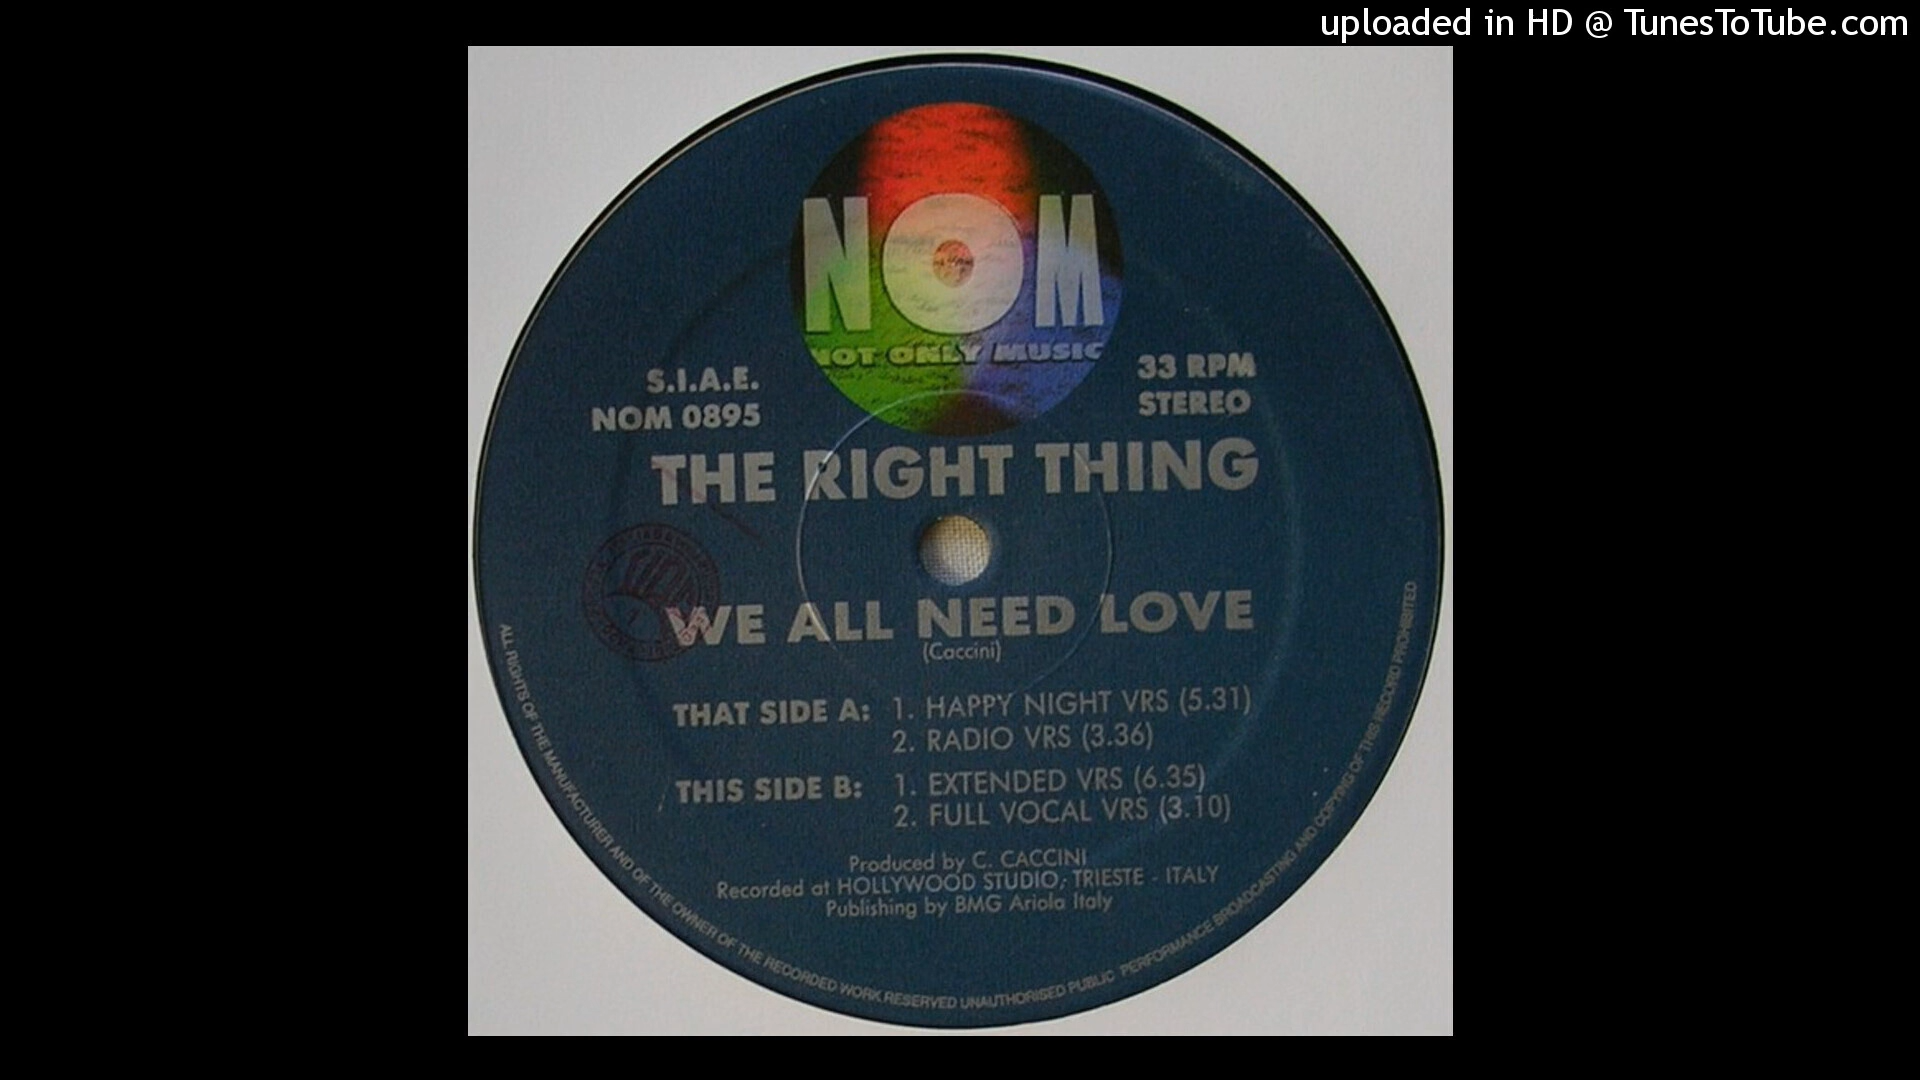 uploaded in HD @ TunesToTube.com
NOM
NOT ONLY MUSIC
S.I.A.E.
NOM 0895
33 RPM
STEREO
THE RIGHT THING
WE ALL NEED LOVE
(Caccini)
THAT SIDE A: 1. HAPPY NIGHT VRS (5.31)
2. RADIO VRS (3.36)
THIS SIDE B: 1. EXTENDED VRS (6.35)
2. FULL VOCAL VRS (3.10)
Produced by C. CACCINI
Recorded at HOLLYWOOD STUDIO, TRIESTE - ITALY
Publishing by BMG Ariola Italy
ALL RIGHTS OF THE MANUFACTURER AND OF THE OWNER OF THE RECORDED WORK RESERVED UNAUTHORISED PUBLIC PERFORMANCE BROADCASTING AND COPYING OF THIS RECORD PROHIBITED